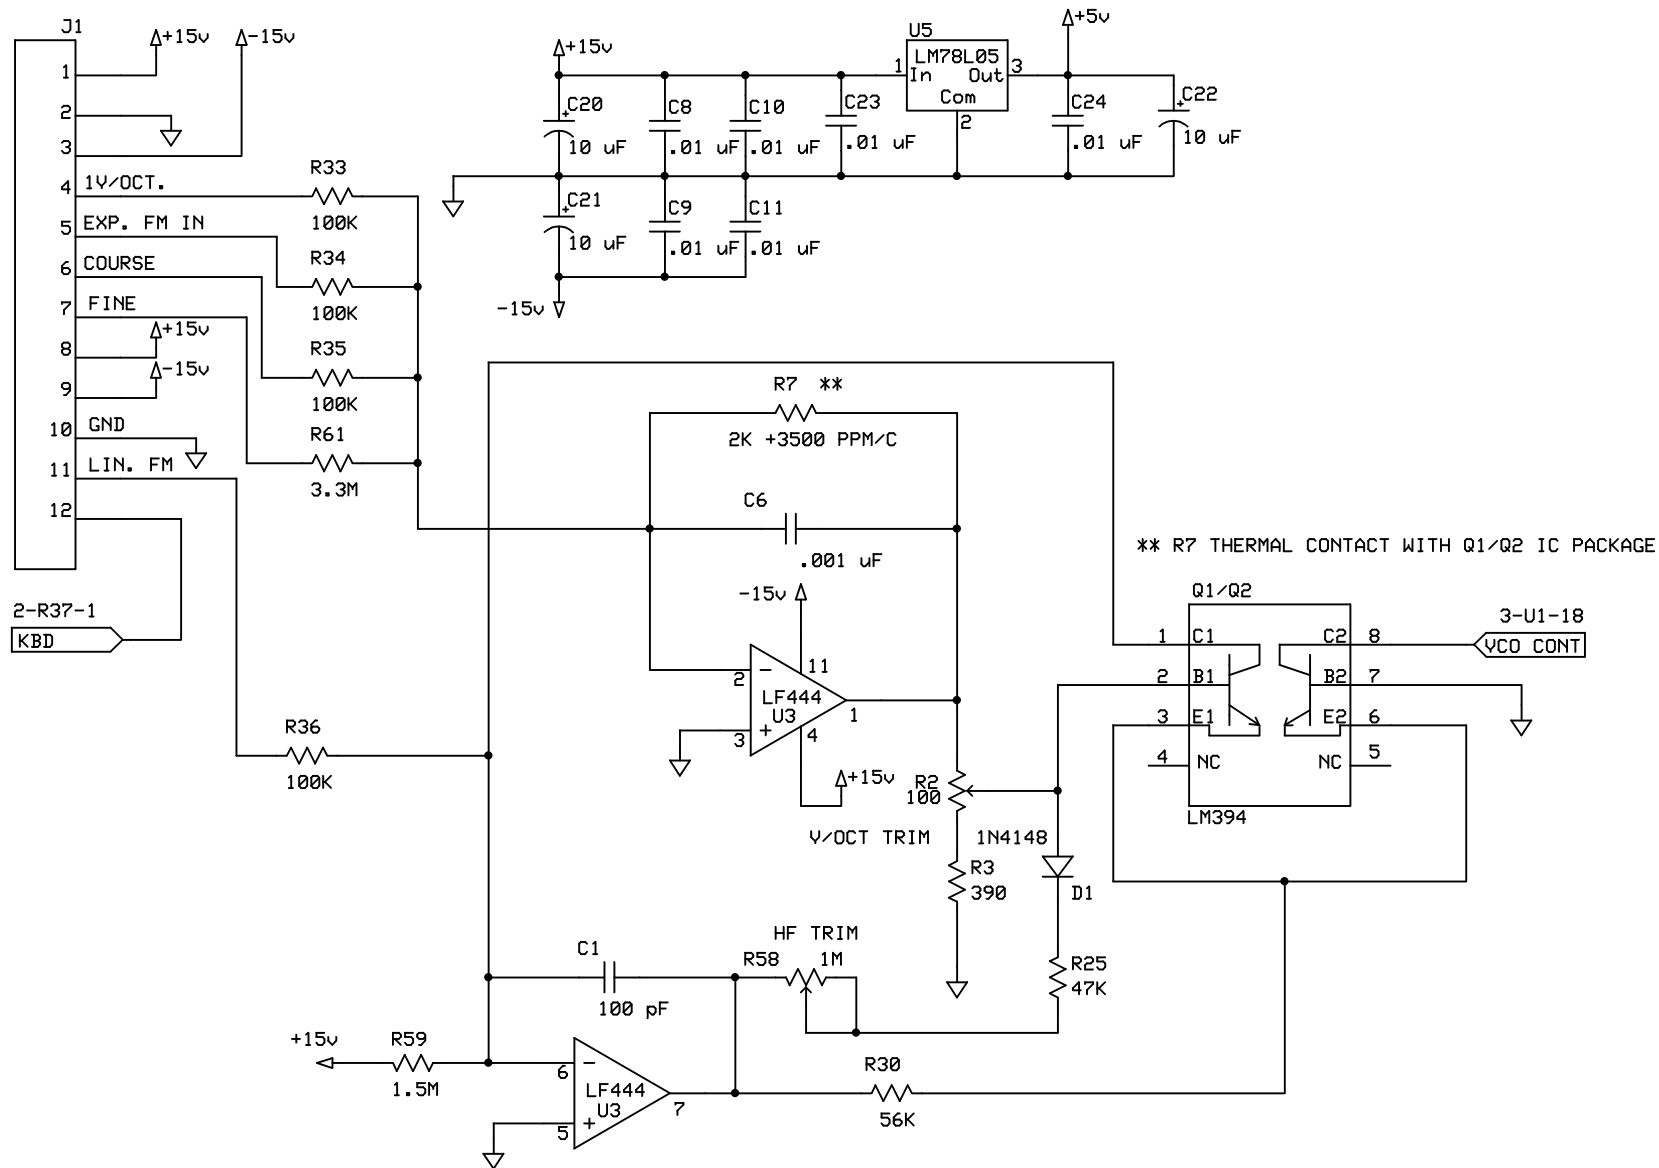 J1
1
+15v
-15v
2
3
4
1V/OCT.
5
EXP. FM IN
6
COURSE
7
FINE
8
+15v
9
-15v
10
GND
11
LIN. FM
12
2-R37-1
KBD
R33
100K
R34
100K
R35
100K
R61
3.3M
+15v
C20
+
10 uF
C8
.01 uF
C10
.01 uF
C23
.01 uF
U5
LM78L05
1
In
Out
3
Com
2
+5v
C24
.01 uF
C22
+
10 uF
C21
+
10 uF
C9
.01 uF
C11
.01 uF
-15v
R7 **
2K +3500 PPM/C
C6
.001 uF
-15v
11
2
-
LF444
U3
1
3
+
4
+15v
R2
100
V/OCT TRIM
R3
390
1N4148
D1
R25
47K
** R7 THERMAL CONTACT WITH Q1/Q2 IC PACKAGE
Q1/Q2
1
C1
C2
8
2
B1
B2
7
3
E1
E2
6
4
NC
NC
5
LM394
3-U1-18
VCO CONT
R36
100K
C1
100 pF
HF TRIM
R58
1M
+15v
R59
1.5M
6
-
LF444
U3
7
5
+
R30
56K